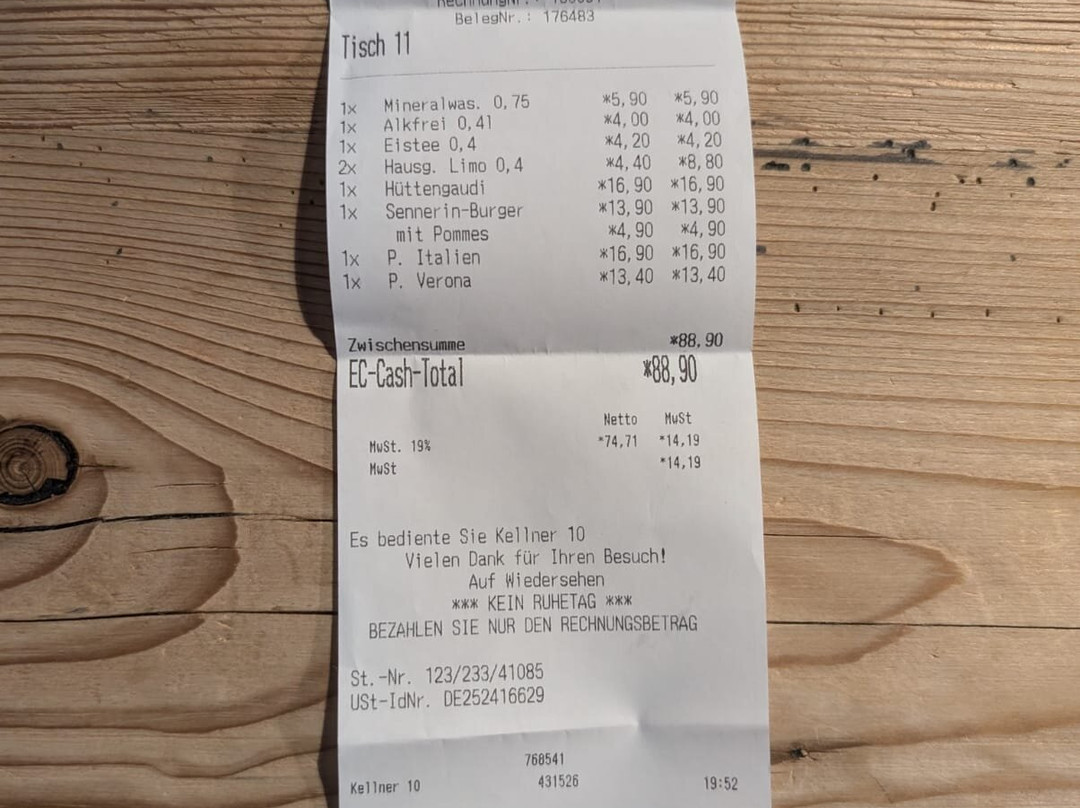 BelegNr.: 176483
Tisch 11
1x Mineralwas. 0,75 *5,90 *5,90
1x Alkfrei 0,4l *4,00 *4,00
1x Eistee 0,4 *4,20 *4,20
2x Hausg. Limo 0,4 *4,40 *8,80
1x Hüttengaudi *16,90 *16,90
1x Sennerin-Burger *13,90 *13,90
mit Pommes *4,90 *4,90
1x P. Italien *16,90 *16,90
1x P. Verona *13,40 *13,40
Zwischensumme *88,90
EC-Cash-Total *88,90
Netto MwSt
MwSt. 19% *74,71 *14,19
MwSt *14,19
Es bediente Sie Kellner 10
Vielen Dank für Ihren Besuch!
Auf Wiedersehen
*** KEIN RUHETAG ***
BEZAHLEN SIE NUR DEN RECHNUNGSBETRAG
St.-Nr. 123/233/41085
USt-IdNr. DE252416629
768541
Kellner 10 431526 19:52